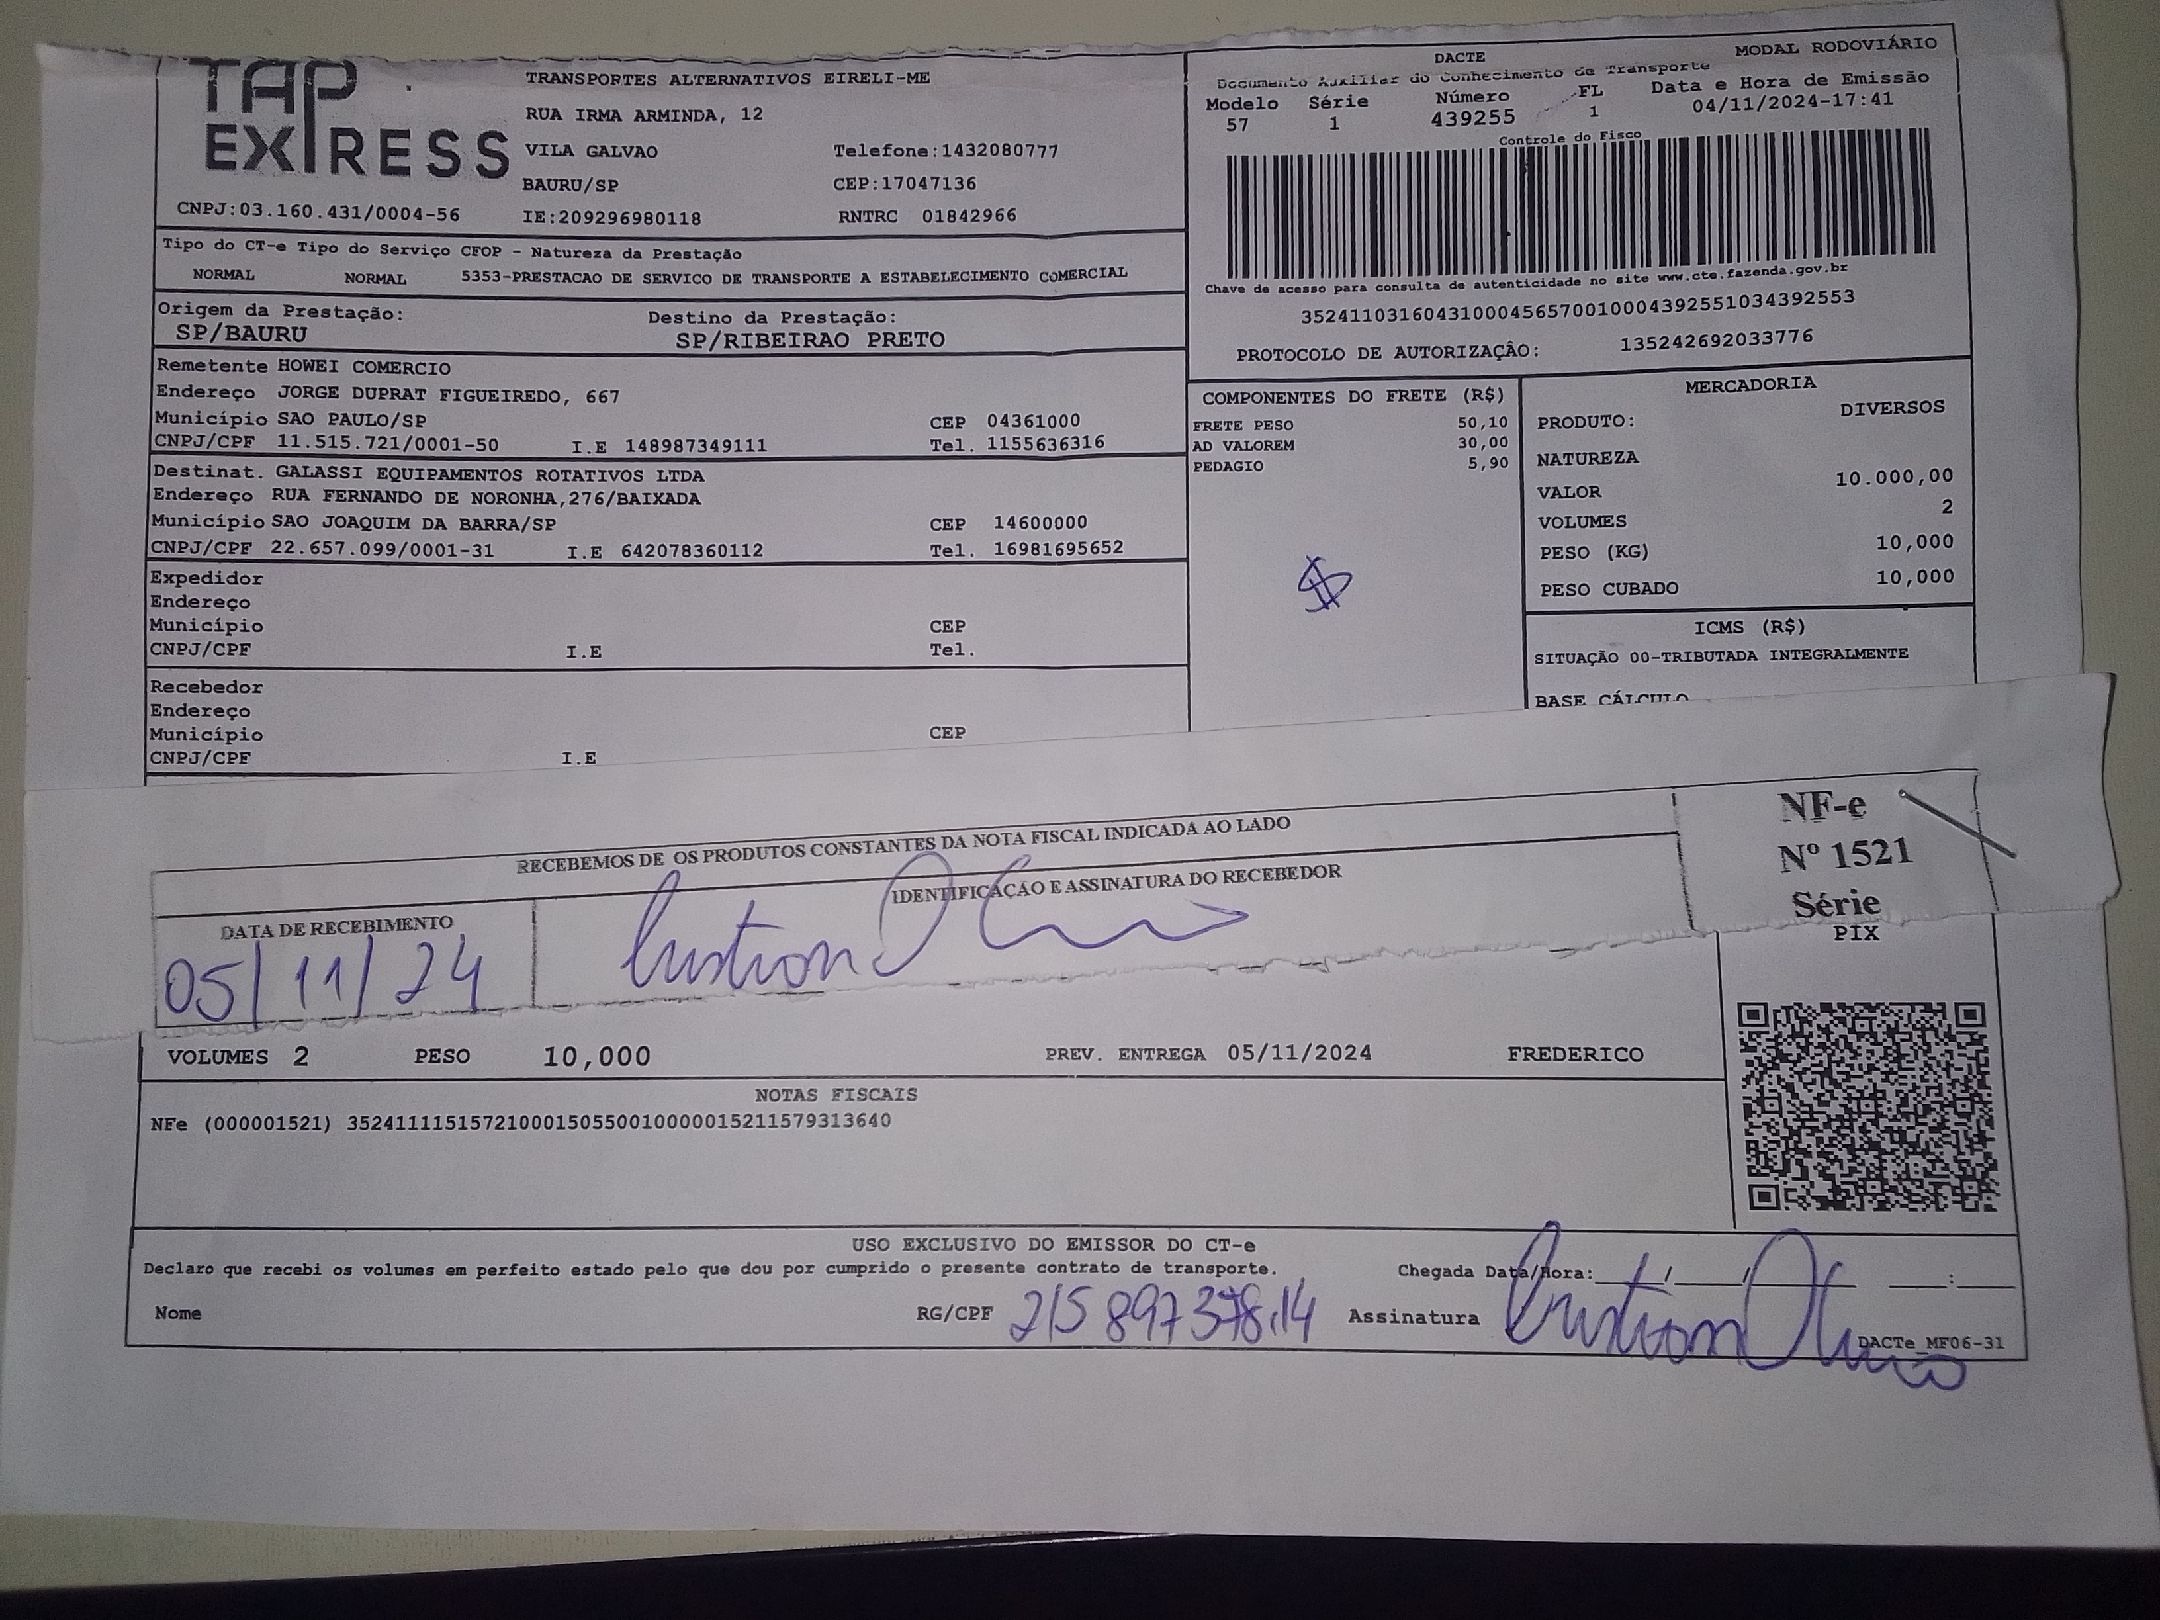 TAP EXPRESS
TRANSPORTES ALTERNATIVOS EIRELI-ME
RUA IRMA ARMINDA, 12
VILA GALVAO Telefone:1432080777
BAURU/SP CEP:17047136
CNPJ:03.160.431/0004-56 IE:209296980118 RNTRC 01842966
DACTE MODAL RODOVIÁRIO
Documento Auxiliar do Conhecimento de Transporte
Modelo Série Número FL Data e Hora de Emissão
57 1 439255 1 04/11/2024-17:41
Controle do Fisco
Chave de acesso para consulta de autenticidade no site www.cte.fazenda.gov.br
35241103160431000456570010004392551034392553
PROTOCOLO DE AUTORIZAÇÃO: 135242692033776
Tipo do CT-e Tipo do Serviço CFOP - Natureza da Prestação
NORMAL NORMAL 5353-PRESTACAO DE SERVICO DE TRANSPORTE A ESTABELECIMENTO COMERCIAL
Origem da Prestação: Destino da Prestação:
SP/BAURU SP/RIBEIRAO PRETO
Remetente HOWEI COMERCIO
Endereço JORGE DUPRAT FIGUEIREDO, 667
Município SAO PAULO/SP CEP 04361000
CNPJ/CPF 11.515.721/0001-50 I.E 148987349111 Tel. 1155636316
Destinat. GALASSI EQUIPAMENTOS ROTATIVOS LTDA
Endereço RUA FERNANDO DE NORONHA,276/BAIXADA
Município SAO JOAQUIM DA BARRA/SP CEP 14600000
CNPJ/CPF 22.657.099/0001-31 I.E 642078360112 Tel. 16981695652
Expedidor
Endereço
Município CEP
CNPJ/CPF I.E Tel.
Recebedor
Endereço
Município CEP
CNPJ/CPF I.E
COMPONENTES DO FRETE (R$)
FRETE PESO 50,10
AD VALOREM 30,00
PEDAGIO 5,90
$
MERCADORIA
PRODUTO: DIVERSOS
NATUREZA
VALOR 10.000,00
VOLUMES 2
PESO (KG) 10,000
PESO CUBADO 10,000
ICMS (R$)
SITUAÇÃO 00-TRIBUTADA INTEGRALMENTE
BASE CÁLCULO
RECEBEMOS DE OS PRODUTOS CONSTANTES DA NOTA FISCAL INDICADA AO LADO
DATA DE RECEBIMENTO IDENTIFICAÇÃO E ASSINATURA DO RECEBEDOR
05/11/24
NF-e
Nº 1521
Série
PIX
VOLUMES 2 PESO 10,000 PREV. ENTREGA 05/11/2024 FREDERICO
NOTAS FISCAIS
NFe (000001521) 35241111515721000150550010000015211579313640
USO EXCLUSIVO DO EMISSOR DO CT-e
Declaro que recebi os volumes em perfeito estado pelo que dou por cumprido o presente contrato de transporte. Chegada Data/Hora:___/___/___ ___:___
Nome RG/CPF 215897378.14 Assinatura
DACTe_MF06-31